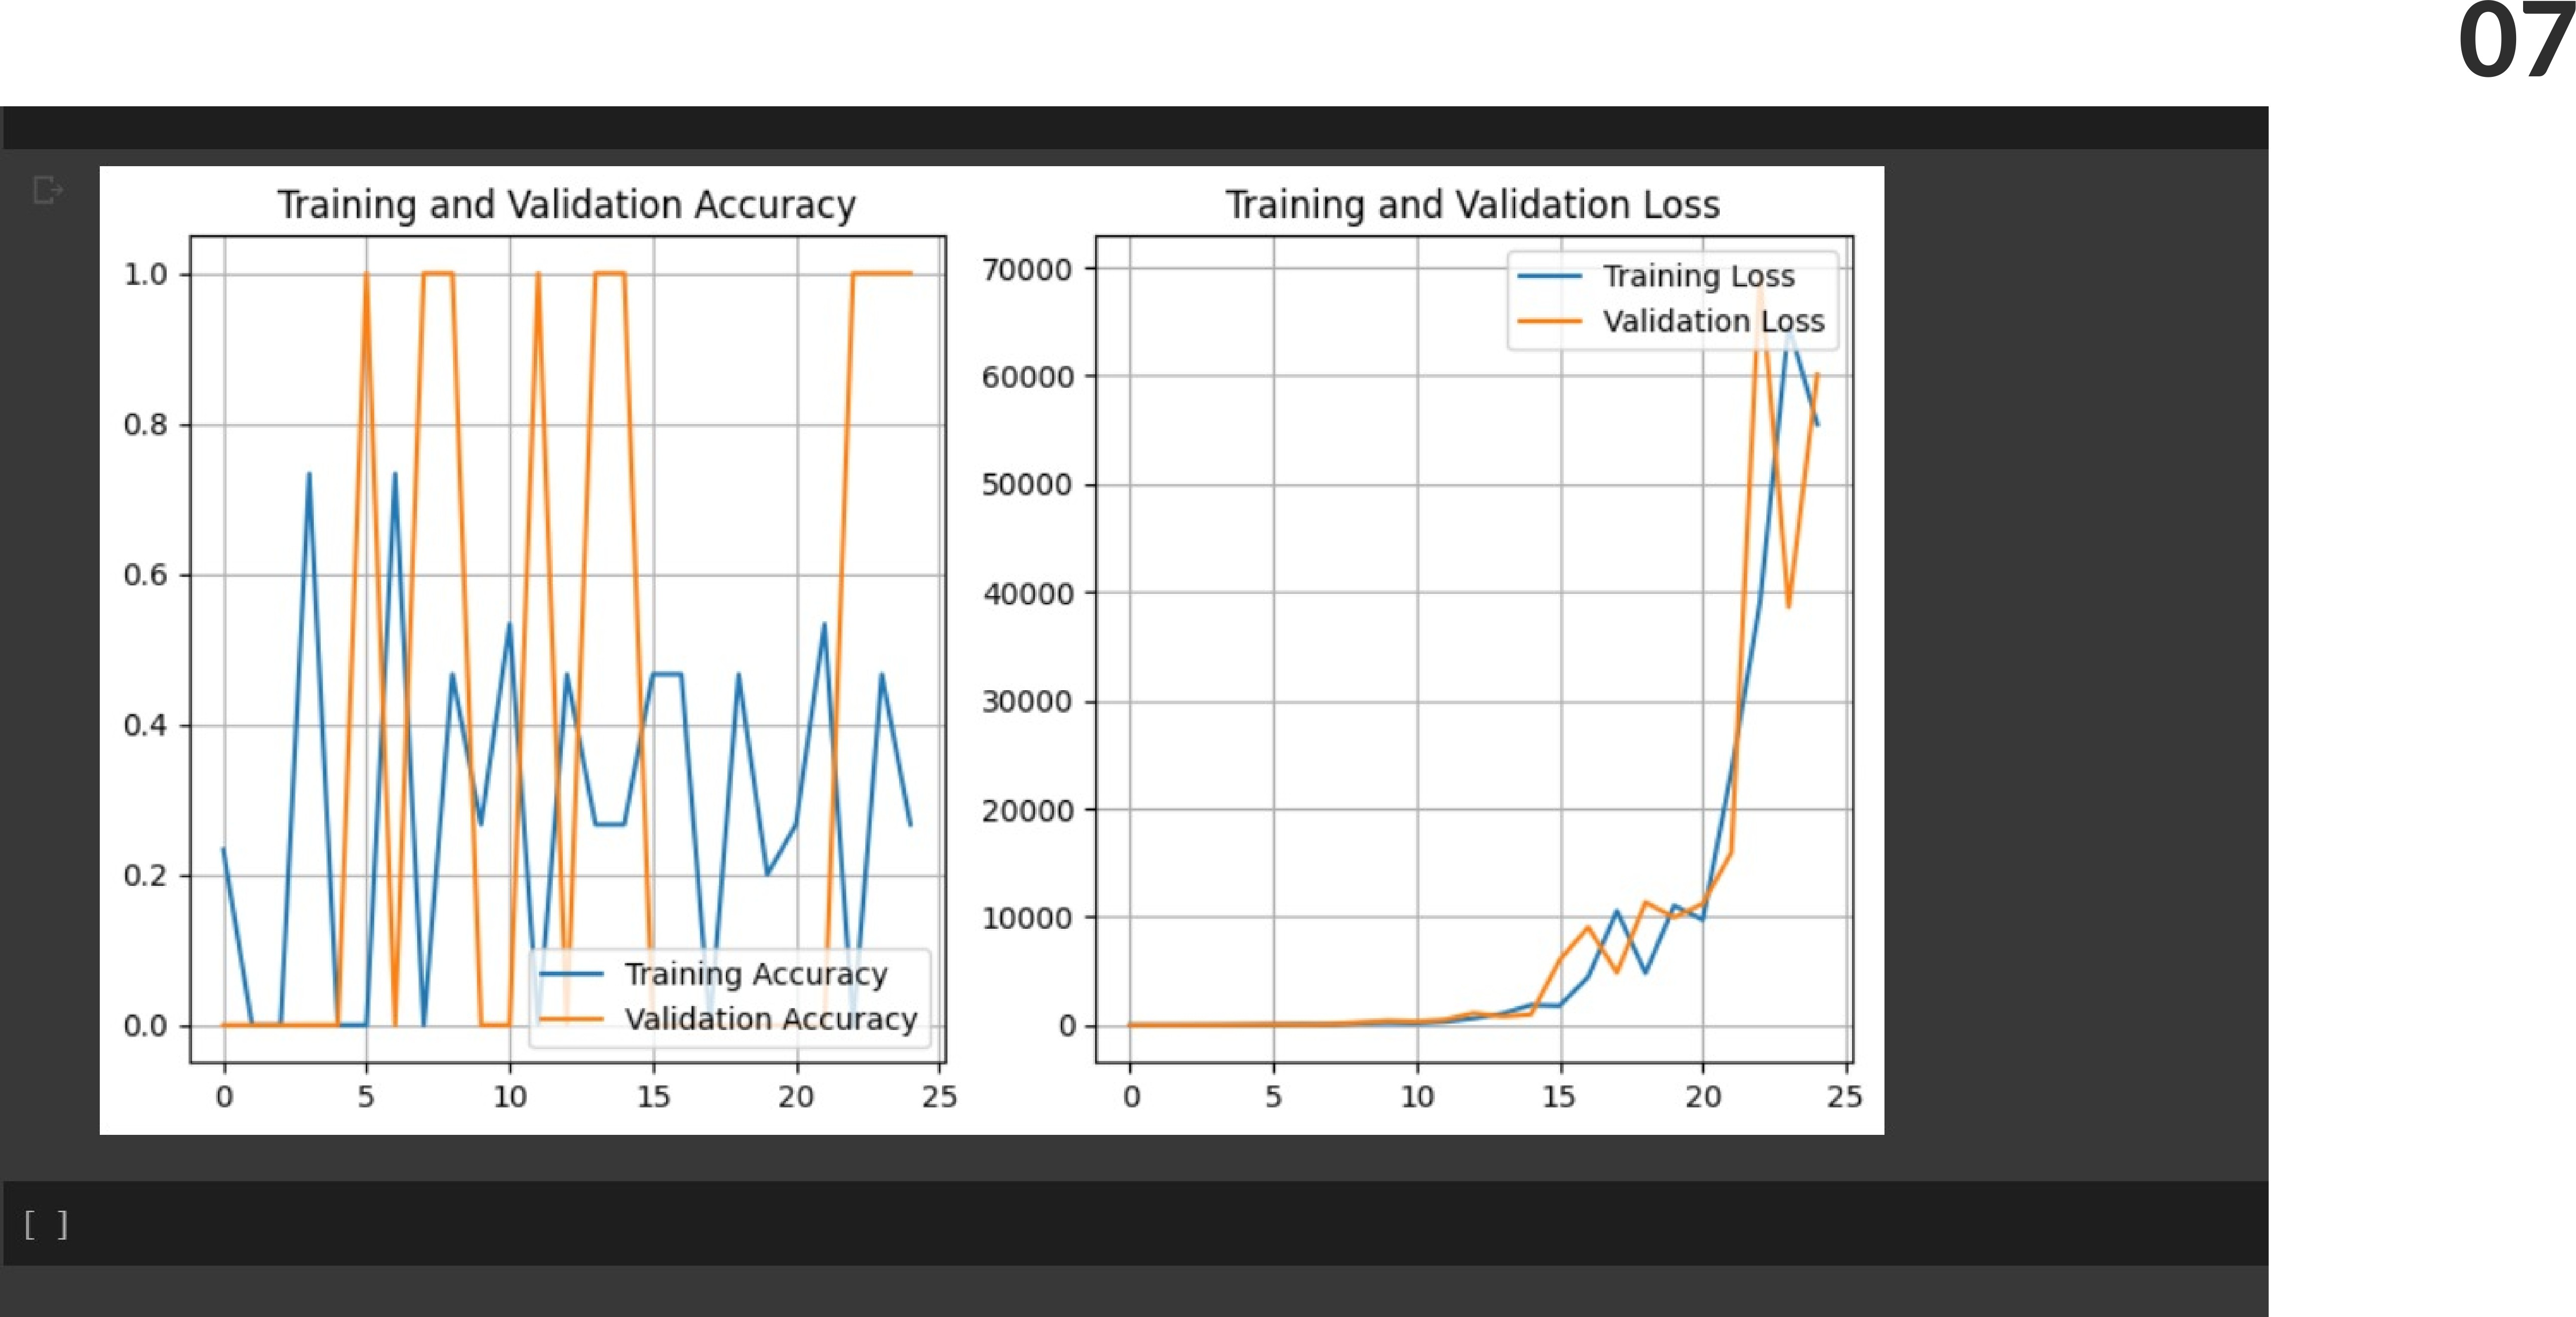 07
Training and Validation Accuracy
1.0
0.8
0.6
0.4
0.2
0.0
Training Accuracy
Validation Accuracy
0 5 10 15 20 25
Training and Validation Loss
70000
60000
50000
40000
30000
20000
10000
0
Training Loss
Validation Loss
0 5 10 15 20 25
[ ]